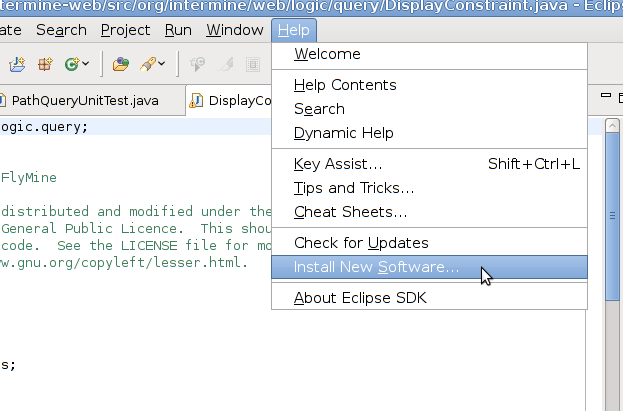 termine-web/src/org/intermine/web/logic/query/DisplayConstraint.java - Eclip
ate Search Project Run Window Help
PathQueryUnitTest.java DisplayCo
ogic.query;
FlyMine
distributed and modified under the
General Public Licence. This shou
code. See the LICENSE file for mo
ww.gnu.org/copyleft/lesser.html.
s;
Welcome
Help Contents
Search
Dynamic Help
Key Assist... Shift+Ctrl+L
Tips and Tricks...
Cheat Sheets...
Check for Updates
Install New Software...
About Eclipse SDK